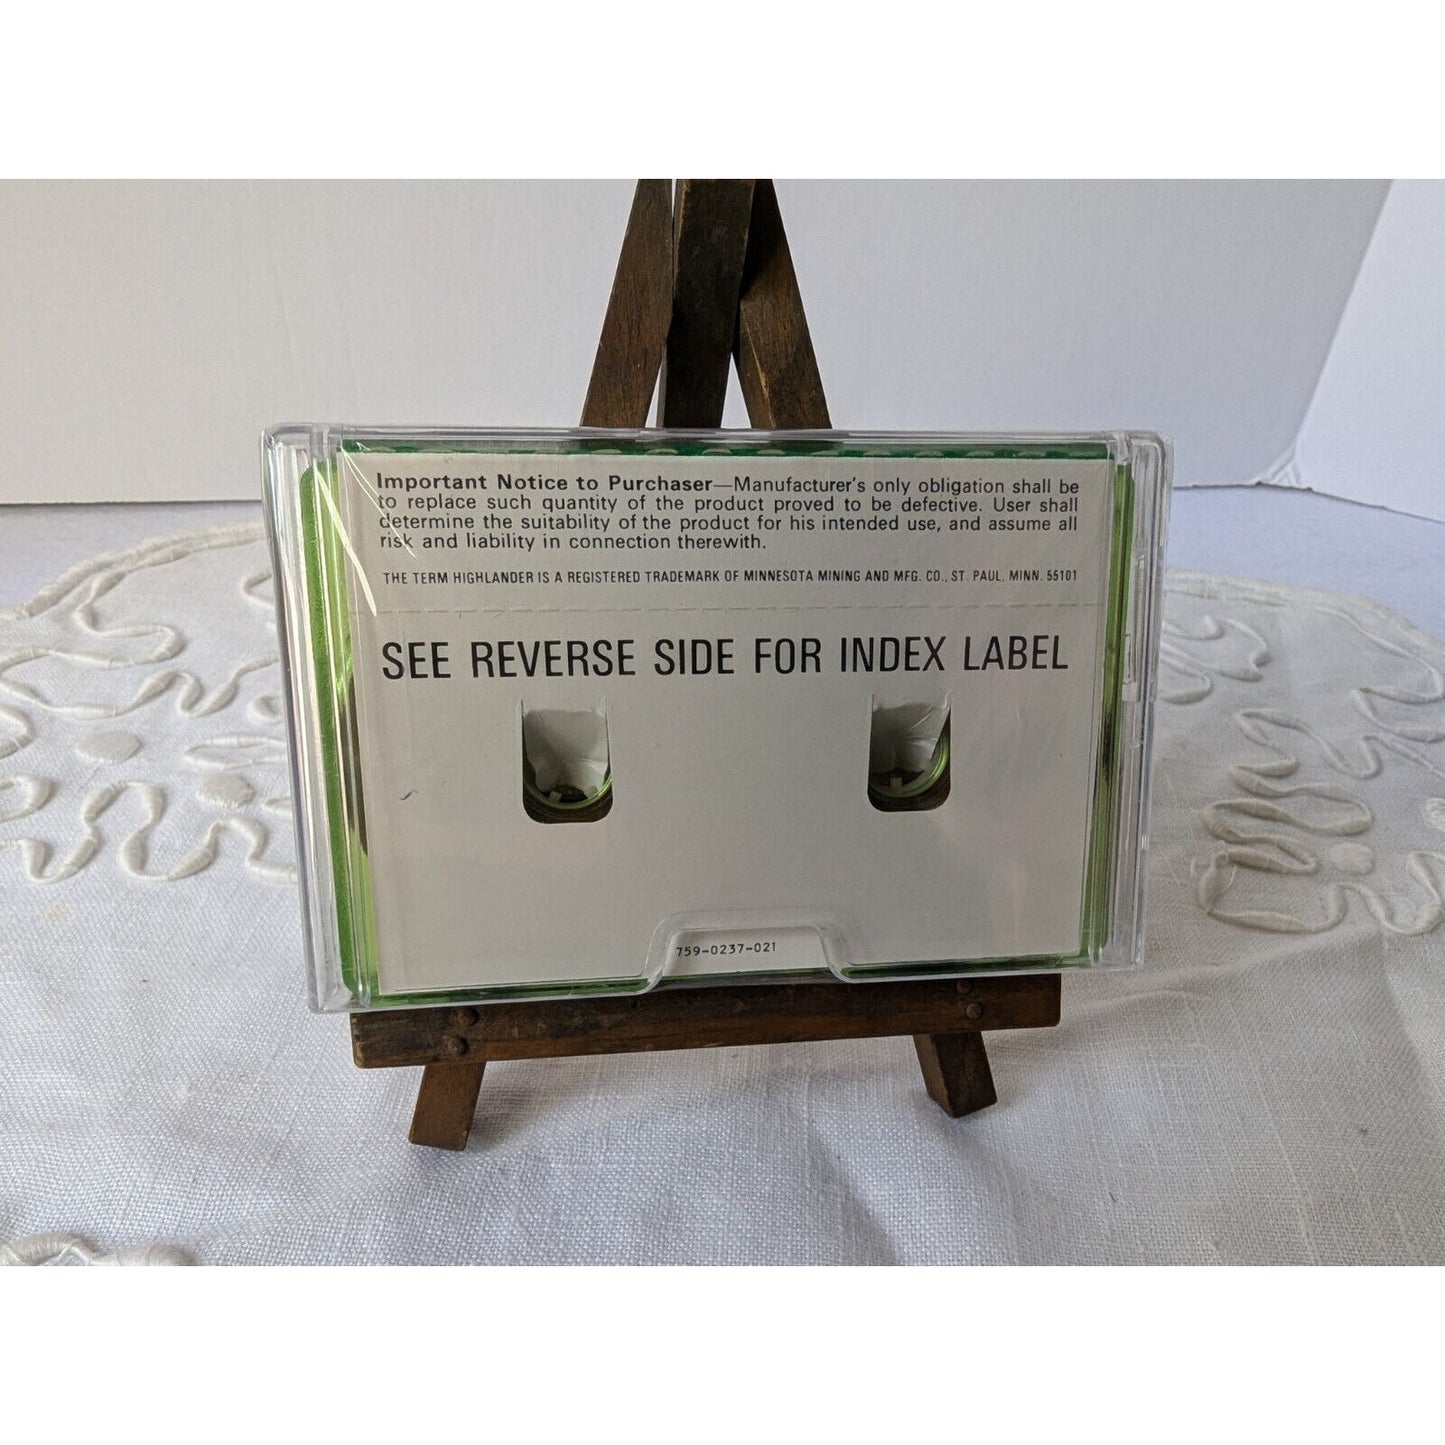 Important Notice to Purchaser—Manufacturer's only obligation shall be
to replace such quantity of the product proved to be defective. User shall
determine the suitability of the product for his intended use, and assume all
risk and liability in connection therewith.
THE TERM HIGHLANDER IS A REGISTERED TRADEMARK OF MINNESOTA MINING AND MFG. CO., ST. PAUL, MINN. 55101
SEE REVERSE SIDE FOR INDEX LABEL
759-0237-021